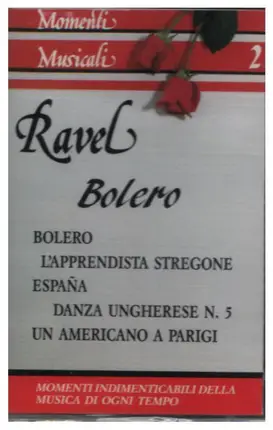 Momenti
Musicali 2
Ravel
Bolero
BOLERO
L'APPRENDISTA STREGONE
ESPAÑA
DANZA UNGHERESE N. 5
UN AMERICANO A PARIGI
MOMENTI INDIMENTICABILI DELLA
MUSICA DI OGNI TEMPO